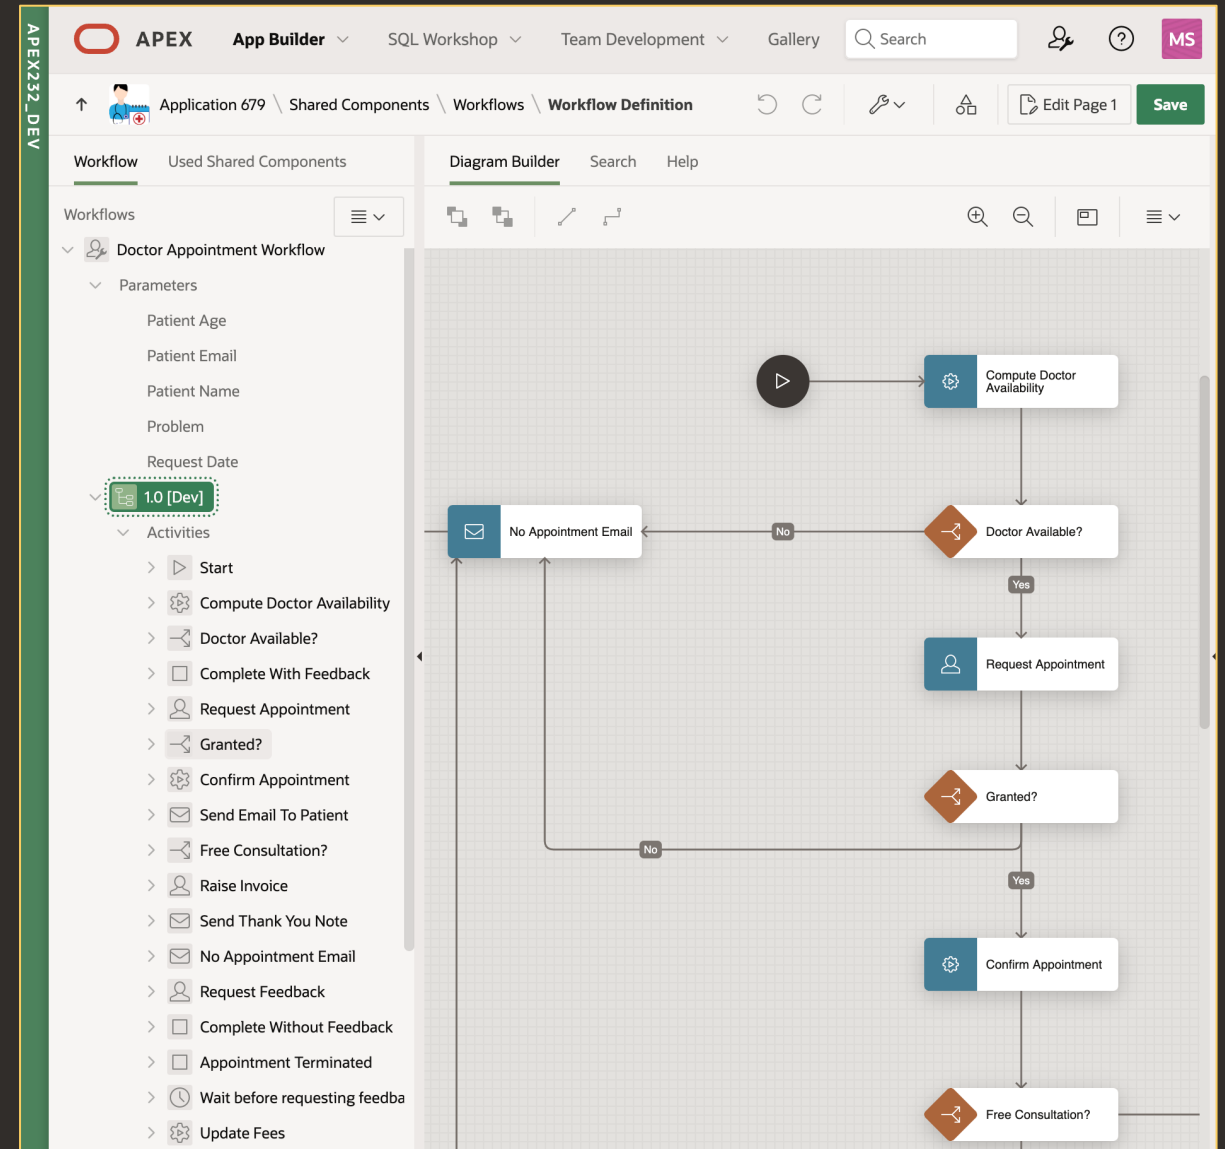 APEX232_DEV
APEX
App Builder
SQL Workshop
Team Development
Gallery
Search
MS
Application 679 \ Shared Components \ Workflows \ Workflow Definition
Edit Page 1
Save
Workflow
Used Shared Components
Workflows
Doctor Appointment Workflow
Parameters
Patient Age
Patient Email
Patient Name
Problem
Request Date
1.0 [Dev]
Activities
Start
Compute Doctor Availability
Doctor Available?
Complete With Feedback
Request Appointment
Granted?
Confirm Appointment
Send Email To Patient
Free Consultation?
Raise Invoice
Send Thank You Note
No Appointment Email
Request Feedback
Complete Without Feedback
Appointment Terminated
Wait before requesting feedba
Update Fees
Diagram Builder
Search
Help
Compute Doctor
Availability
No Appointment Email
No
Doctor Available?
Yes
Request Appointment
Granted?
No
Yes
Confirm Appointment
Free Consultation?